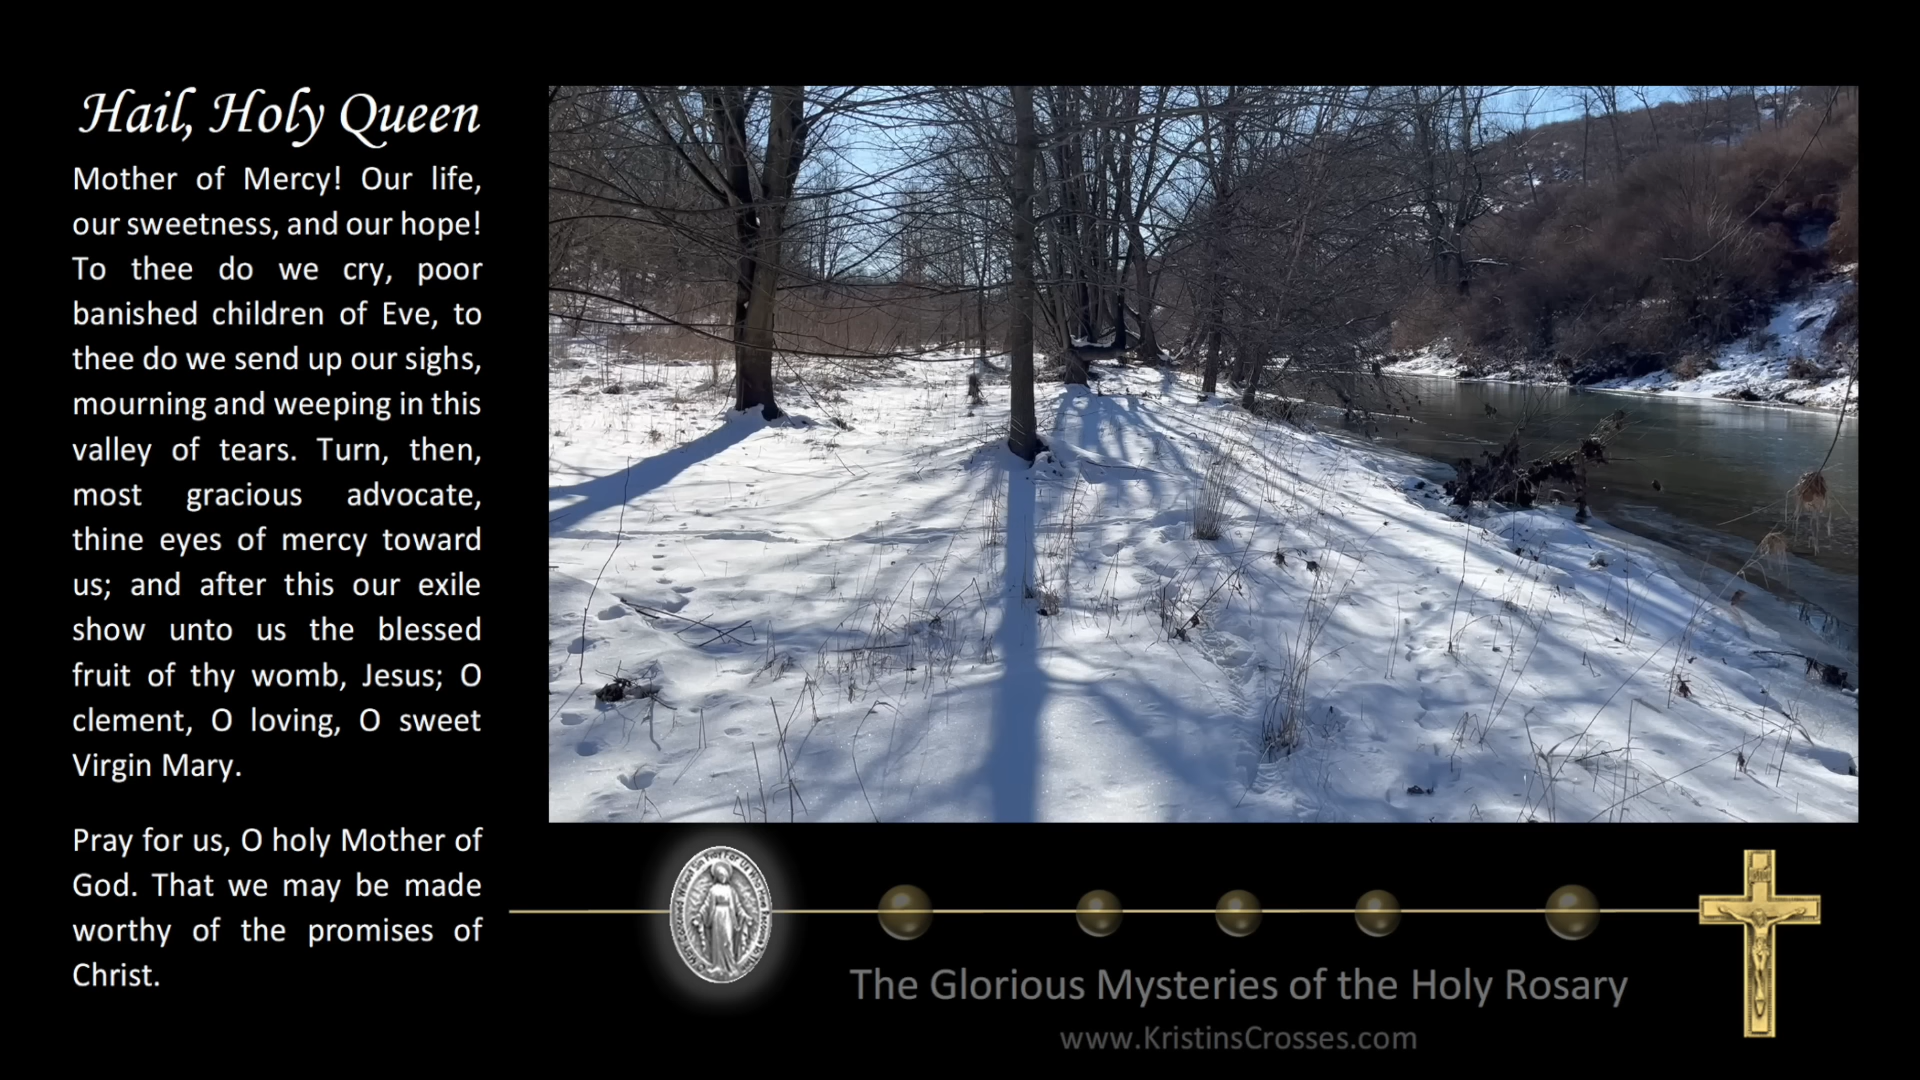 Hail, Holy Queen
Mother of Mercy! Our life,
our sweetness, and our hope!
To thee do we cry, poor
banished children of Eve, to
thee do we send up our sighs,
mourning and weeping in this
valley of tears. Turn, then,
most gracious advocate,
thine eyes of mercy toward
us; and after this our exile
show unto us the blessed
fruit of thy womb, Jesus; O
clement, O loving, O sweet
Virgin Mary.
Pray for us, O holy Mother of
God. That we may be made
worthy of the promises of
Christ.
The Glorious Mysteries of the Holy Rosary
www.KristinsCrosses.com